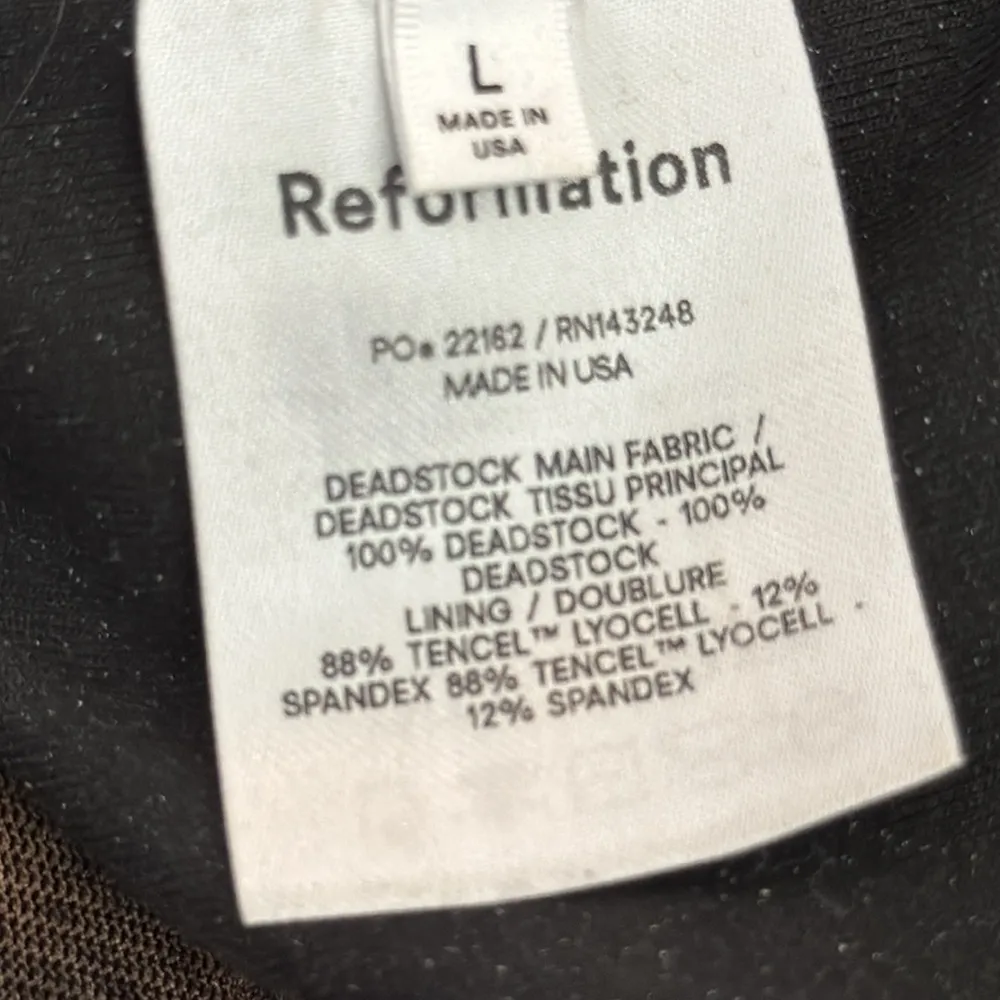 L
MADE IN
USA
Reformation
PO# 22162 / RN143248
MADE IN USA
DEADSTOCK MAIN FABRIC /
DEADSTOCK TISSU PRINCIPAL
100% DEADSTOCK - 100%
DEADSTOCK
LINING / DOUBLURE
88% TENCEL™ LYOCELL - 12%
SPANDEX 88% TENCEL™ LYOCELL -
12% SPANDEX